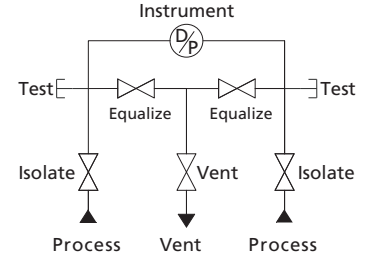 Instrument
D/P
Test Test
Equalize Equalize
Isolate Vent Isolate
Process Vent Process